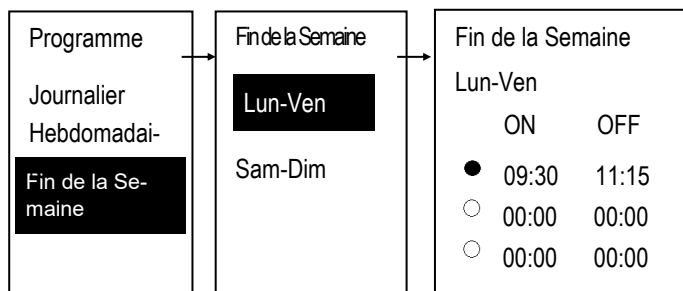 Programme
Journalier
Hebdomadai-
Fin de la Se-
maine
Fin de la Semaine
Lun-Ven
Sam-Dim
Fin de la Semaine
Lun-Ven
ON OFF
09:30 11:15
00:00 00:00
00:00 00:00